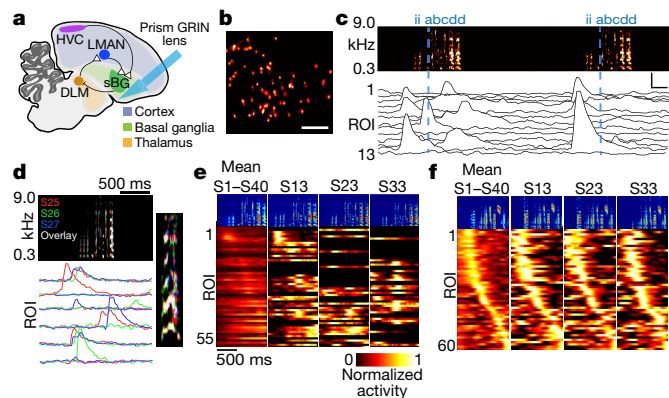 a
HVC
LMAN
Prism GRIN
lens
sBG
DLM
Cortex
Basal ganglia
Thalamus
b
c
ii abcdd
ii abcdd
9.0
kHz
0.3
1
ROI
13
d
500 ms
9.0
kHz
0.3
S25
S26
S27
Overlay
ROI
e
Mean
S1–S40
S13
S23
S33
1
ROI
55
500 ms
0
1
Normalized
activity
f
Mean
S1–S40
S13
S23
S33
1
ROI
60